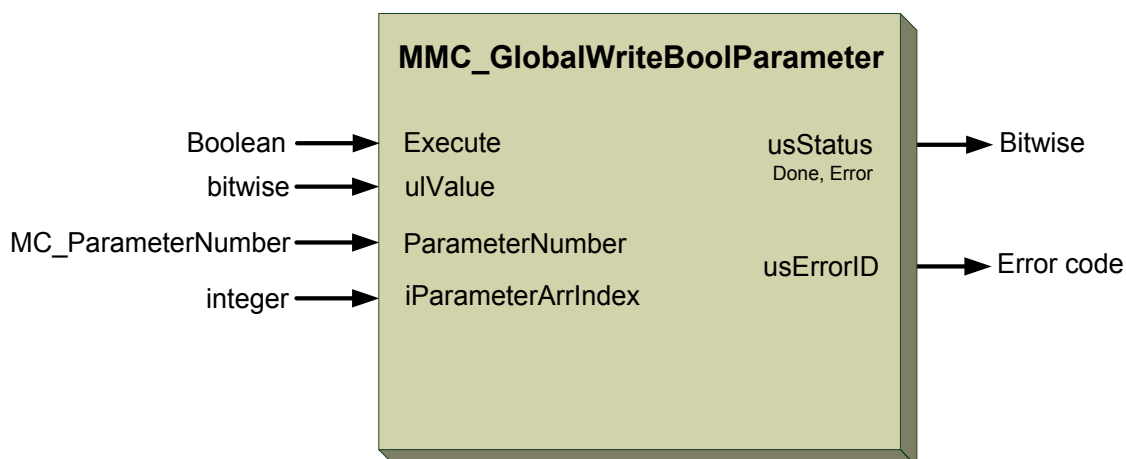 MMC_GlobalWriteBoolParameter
Boolean Execute usStatus Bitwise
Done, Error
bitwise ulValue
MC_ParameterNumber ParameterNumber
usErrorID Error code
integer iParameterArrIndex